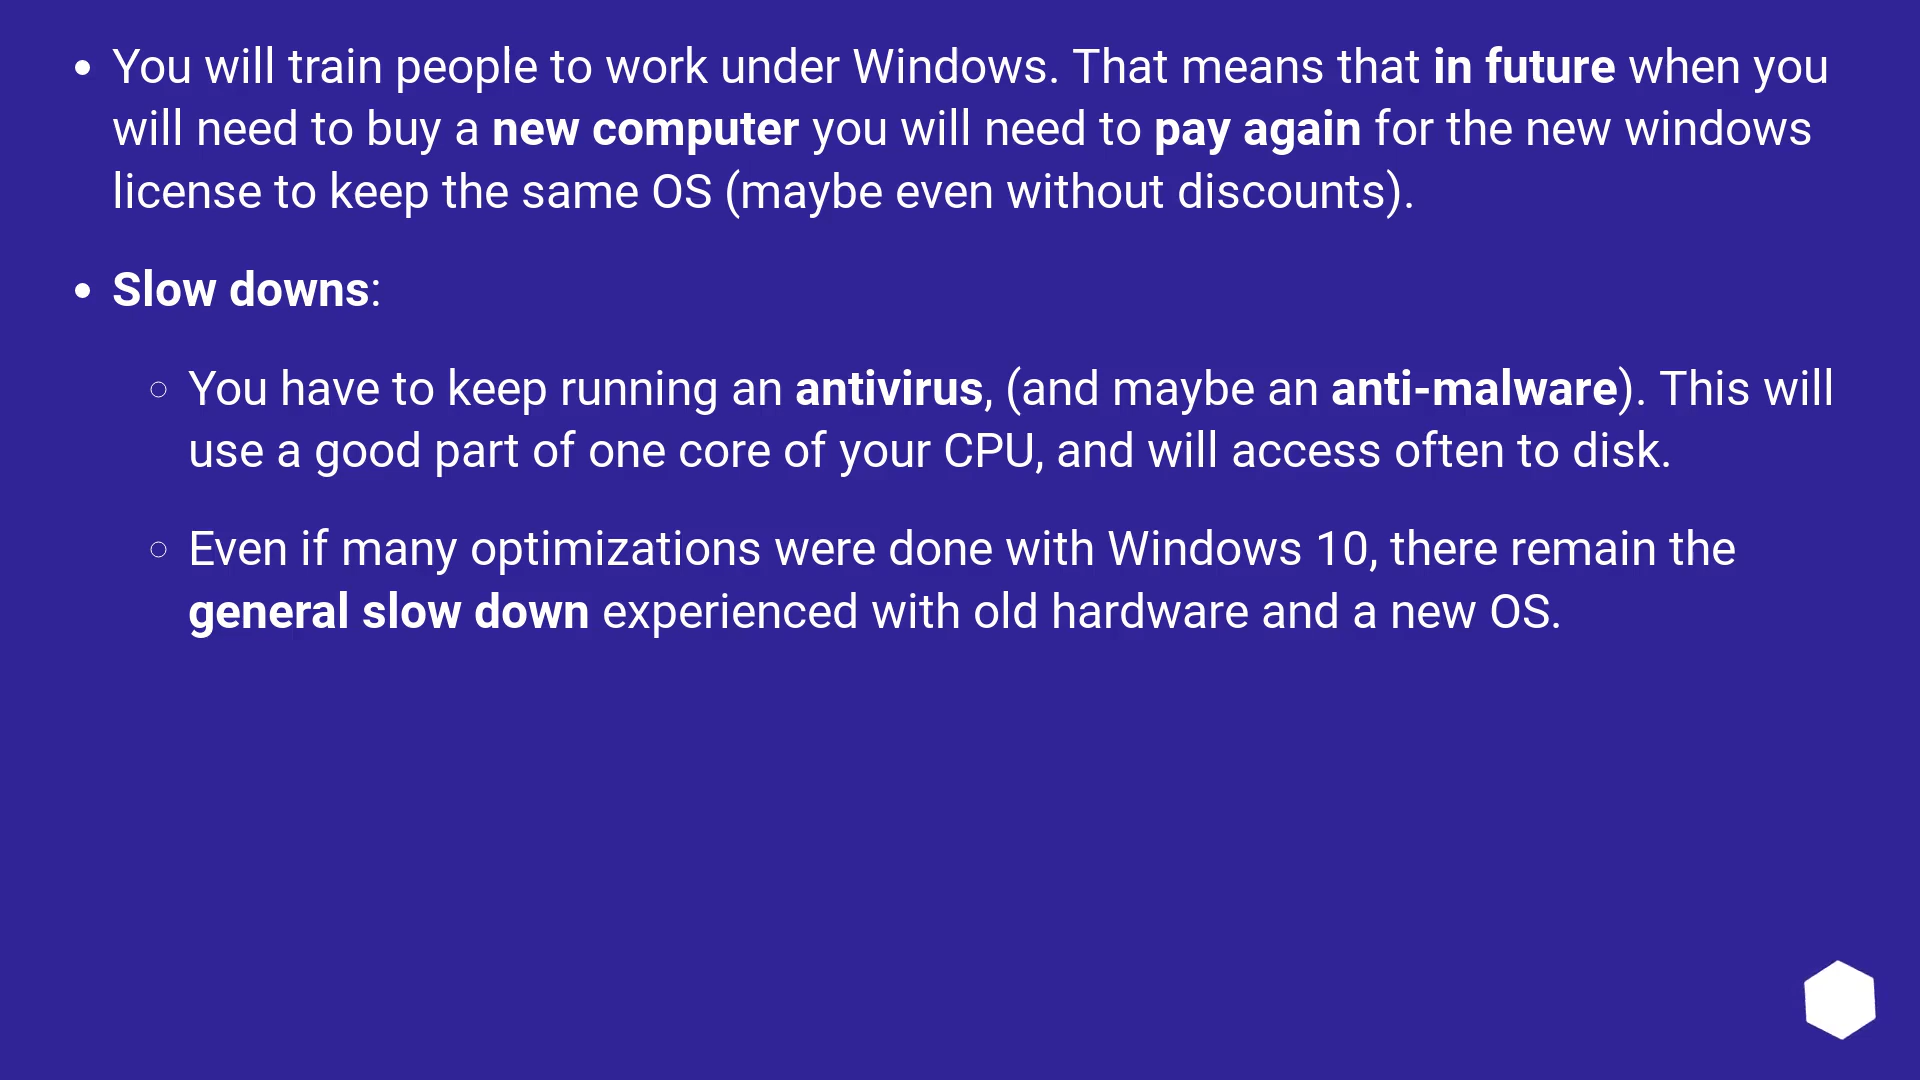 You will train people to work under Windows. That means that in future when you
will need to buy a new computer you will need to pay again for the new windows
license to keep the same OS (maybe even without discounts).
Slow downs:
You have to keep running an antivirus, (and maybe an anti-malware). This will
use a good part of one core of your CPU, and will access often to disk.
Even if many optimizations were done with Windows 10, there remain the
general slow down experienced with old hardware and a new OS.